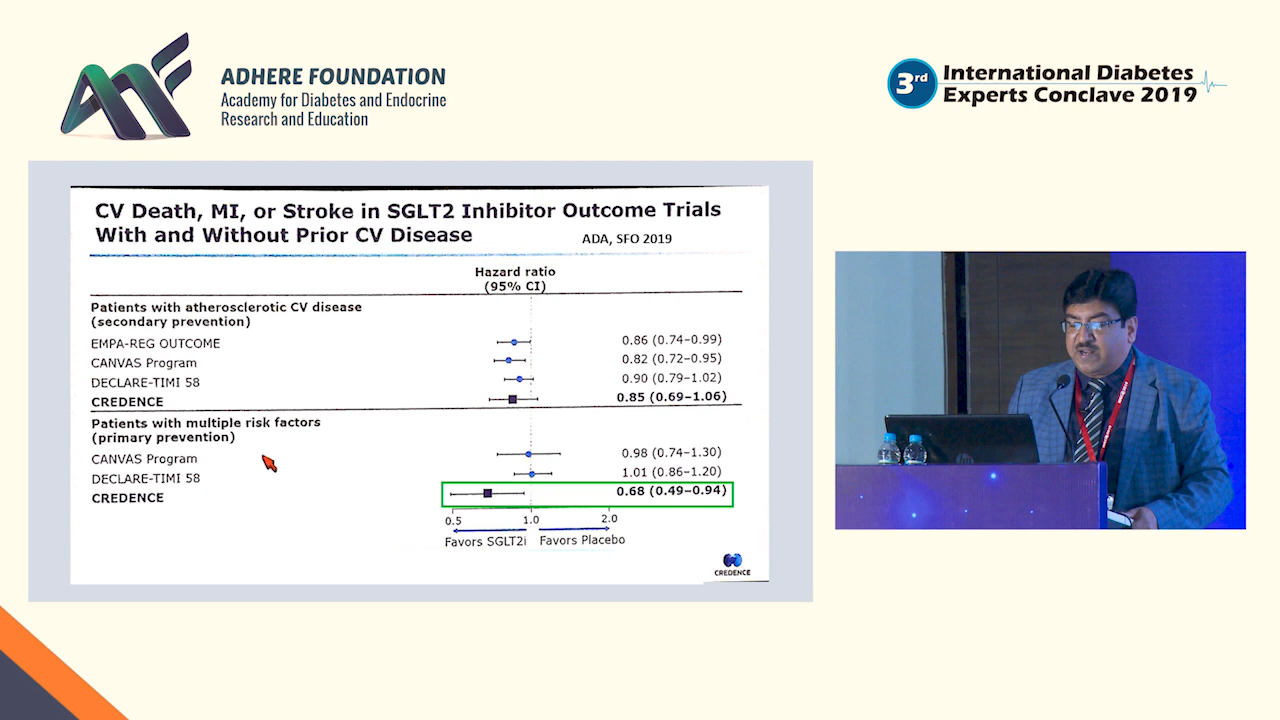 ADHERE FOUNDATION
Academy for Diabetes and Endocrine
Research and Education
3rd International Diabetes
Experts Conclave 2019
CV Death, MI, or Stroke in SGLT2 Inhibitor Outcome Trials
With and Without Prior CV Disease
ADA, SFO 2019
Hazard ratio
(95% CI)
Patients with atherosclerotic CV disease
(secondary prevention)
EMPA-REG OUTCOME 0.86 (0.74–0.99)
CANVAS Program 0.82 (0.72–0.95)
DECLARE-TIMI 58 0.90 (0.79–1.02)
CREDENCE 0.85 (0.69–1.06)
Patients with multiple risk factors
(primary prevention)
CANVAS Program 0.98 (0.74–1.30)
DECLARE-TIMI 58 1.01 (0.86–1.20)
CREDENCE 0.68 (0.49–0.94)
0.5 1.0 2.0
Favors SGLT2i Favors Placebo
CREDENCE